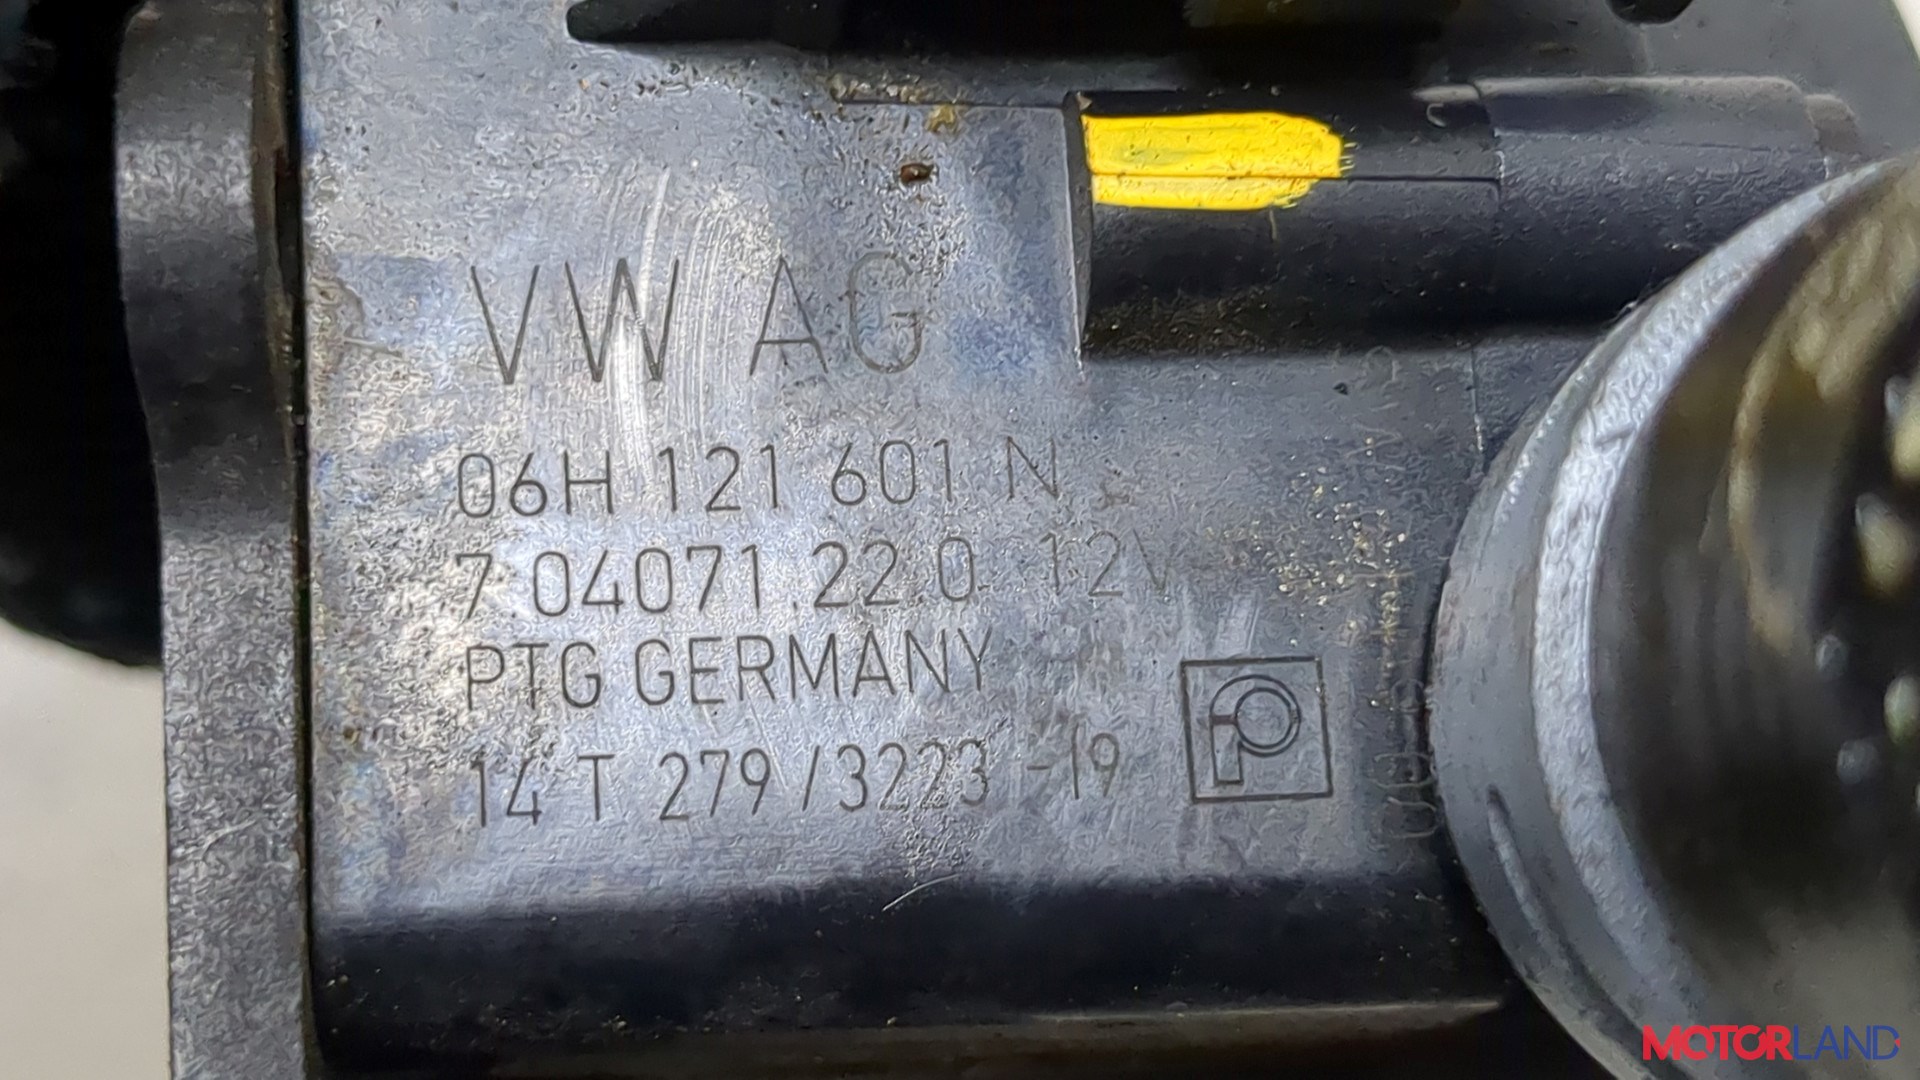 VW AG
06H 121 601 N
7.04071.22.0 12V
PTG GERMANY
14 T 279/3223 -19
MOTORLAND